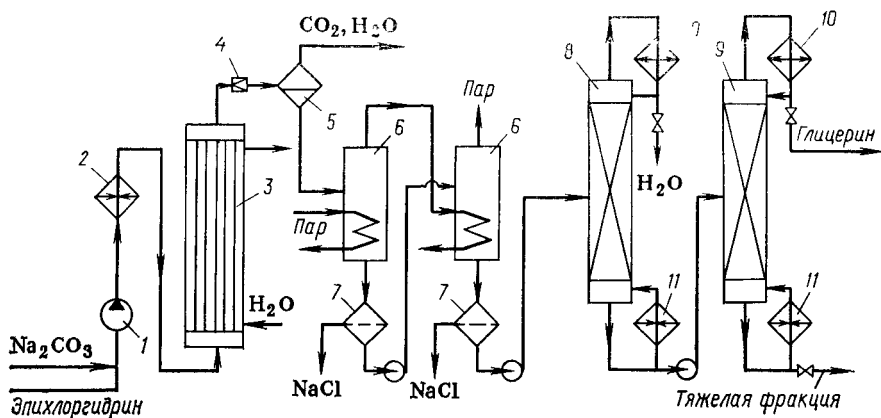 CO₂, H₂O
4
5
2
3
H₂O
1
Na₂CO₃
Эпихлоргидрин
6
Пар
7
NaCl
Пар
6
7
NaCl
8
H₂O
11
9
10
Глицерин
11
Тяжелая фракция